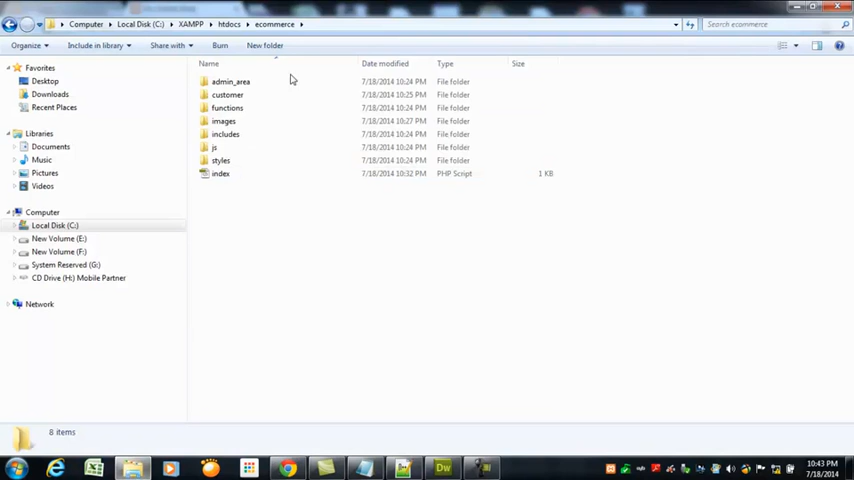 Computer ▸ Local Disk (C:) ▸ XAMPP ▸ htdocs ▸ ecommerce ▸
Search ecommerce
Organize Include in library Share with Burn New folder
Name Date modified Type Size
Favorites
Desktop
Downloads
Recent Places
Libraries
Documents
Music
Pictures
Videos
Computer
Local Disk (C:)
New Volume (E:)
New Volume (F:)
System Reserved (G:)
CD Drive (H:) Mobile Partner
Network
admin_area 7/18/2014 10:24 PM File folder
customer 7/18/2014 10:25 PM File folder
functions 7/18/2014 10:24 PM File folder
images 7/18/2014 10:27 PM File folder
includes 7/18/2014 10:24 PM File folder
js 7/18/2014 10:24 PM File folder
styles 7/18/2014 10:24 PM File folder
index 7/18/2014 10:32 PM PHP Script 1 KB
8 items
Dw
10:43 PM
7/18/2014